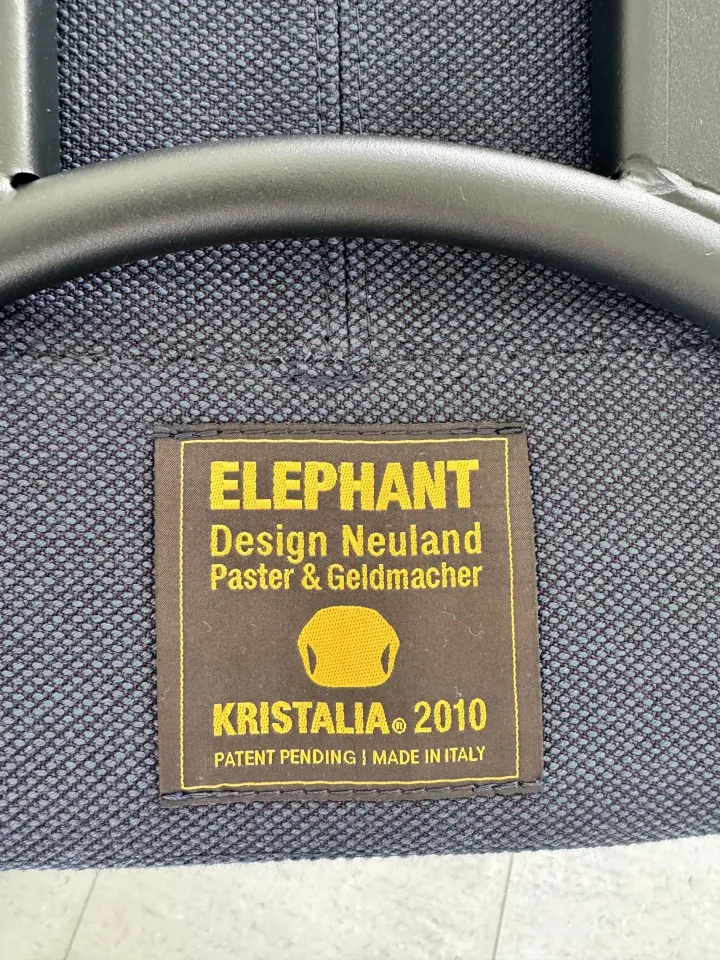 ELEPHANT
Design Neuland
Paster & Geldmacher
KRISTALIA® 2010
PATENT PENDING | MADE IN ITALY